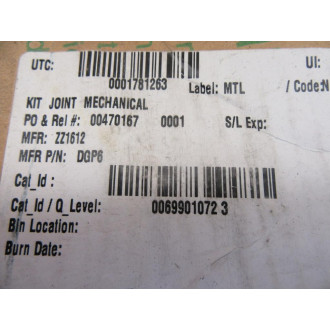 UTC: UI:
0001781263 Label: MTL / Code:N
KIT JOINT MECHANICAL
PO & Rel #: 00470167 0001 S/L Exp:
MFR: ZZ1612
MFR P/N: DGP6
Cat_Id :
Cat_Id / Q_Level: 0069901072 3
Bin Location:
Burn Date: